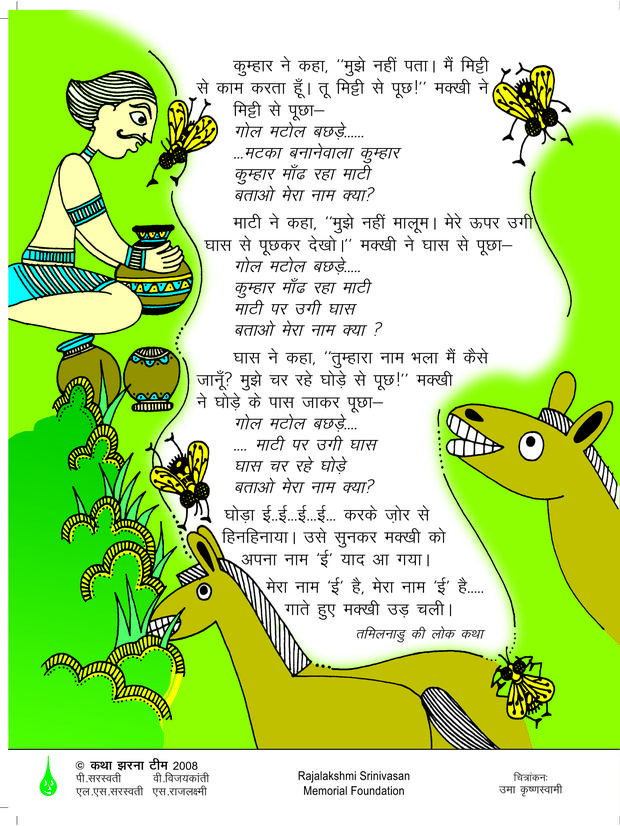 कुम्हार ने कहा, ‘‘मुझे नहीं पता। मैं मिट्टी
से काम करता हूँ। तू मिट्टी से पूछ!’’ मक्खी ने
मिट्टी से पूछा–
गोल मटोल बछड़े......
...मटका बनानेवाला कुम्हार
कुम्हार माँढ रहा माटी
बताओ मेरा नाम क्या?
माटी ने कहा, ‘‘मुझे नहीं मालूम। मेरे ऊपर उगी
घास से पूछकर देखो।’’ मक्खी ने घास से पूछा–
गोल मटोल बछड़े.....
कुम्हार माँढ रहा माटी
माटी पर उगी घास
बताओ मेरा नाम क्या ?
घास ने कहा, ‘‘तुम्हारा नाम भला मैं कैसे
जानूँ? मुझे चर रहे घोड़े से पूछ!’’ मक्खी
ने घोड़े के पास जाकर पूछा–
गोल मटोल बछड़े....
.... माटी पर उगी घास
घास चर रहे घोड़े
बताओ मेरा नाम क्या?
घोड़ा ई..ई...ई...ई... करके ज़ोर से
हिनहिनाया। उसे सुनकर मक्खी को
अपना नाम ‘ई’ याद आ गया।
मेरा नाम ‘ई’ है, मेरा नाम ‘ई’ है.....
गाते हुए मक्खी उड़ चली।
तमिलनाडु की लोक कथा
© कथा झरना टीम 2008
पी.सरस्वती वी.विजयकांती
एल.एस.सरस्वती एस.राजलक्ष्मी
Rajalakshmi Srinivasan
Memorial Foundation
चित्रांकनः
उमा कृष्णस्वामी